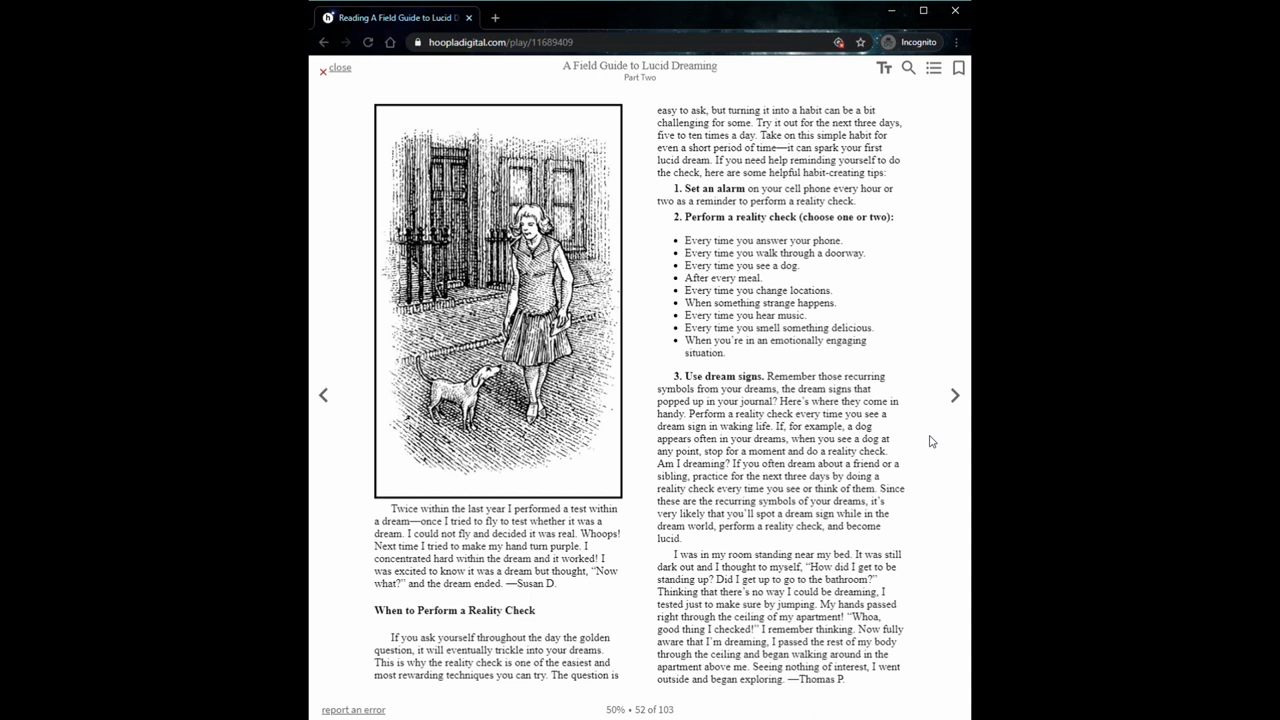 Reading A Field Guide to Lucid D
hoopladigital.com/play/11689409
Incognito
close
A Field Guide to Lucid Dreaming
Part Two
Twice within the last year I performed a test within
a dream—once I tried to fly to test whether it was a
dream. I could not fly and decided it was real. Whoops!
Next time I tried to make my hand turn purple. I
concentrated hard within the dream and it worked! I
was excited to know it was a dream but thought, “Now
what?” and the dream ended. —Susan D.
When to Perform a Reality Check
If you ask yourself throughout the day the golden
question, it will eventually trickle into your dreams.
This is why the reality check is one of the easiest and
most rewarding techniques you can try. The question is
easy to ask, but turning it into a habit can be a bit
challenging for some. Try it out for the next three days,
five to ten times a day. Take on this simple habit for
even a short period of time—it can spark your first
lucid dream. If you need help reminding yourself to do
the check, here are some helpful habit-creating tips:
1. Set an alarm on your cell phone every hour or
two as a reminder to perform a reality check.
2. Perform a reality check (choose one or two):
• Every time you answer your phone.
• Every time you walk through a doorway.
• Every time you see a dog.
• After every meal.
• Every time you change locations.
• When something strange happens.
• Every time you hear music.
• Every time you smell something delicious.
• When you’re in an emotionally engaging
situation.
3. Use dream signs. Remember those recurring
symbols from your dreams, the dream signs that
popped up in your journal? Here’s where they come in
handy. Perform a reality check every time you see a
dream sign in waking life. If, for example, a dog
appears often in your dreams, when you see a dog at
any point, stop for a moment and do a reality check.
Am I dreaming? If you often dream about a friend or a
sibling, practice for the next three days by doing a
reality check every time you see or think of them. Since
these are the recurring symbols of your dreams, it’s
very likely that you’ll spot a dream sign while in the
dream world, perform a reality check, and become
lucid.
I was in my room standing near my bed. It was still
dark out and I thought to myself, “How did I get to be
standing up? Did I get up to go to the bathroom?”
Thinking that there’s no way I could be dreaming, I
tested just to make sure by jumping. My hands passed
right through the ceiling of my apartment! “Whoa,
good thing I checked!” I remember thinking. Now fully
aware that I’m dreaming, I passed the rest of my body
through the ceiling and began walking around in the
apartment above me. Seeing nothing of interest, I went
outside and began exploring. —Thomas P.
report an error
50% • 52 of 103